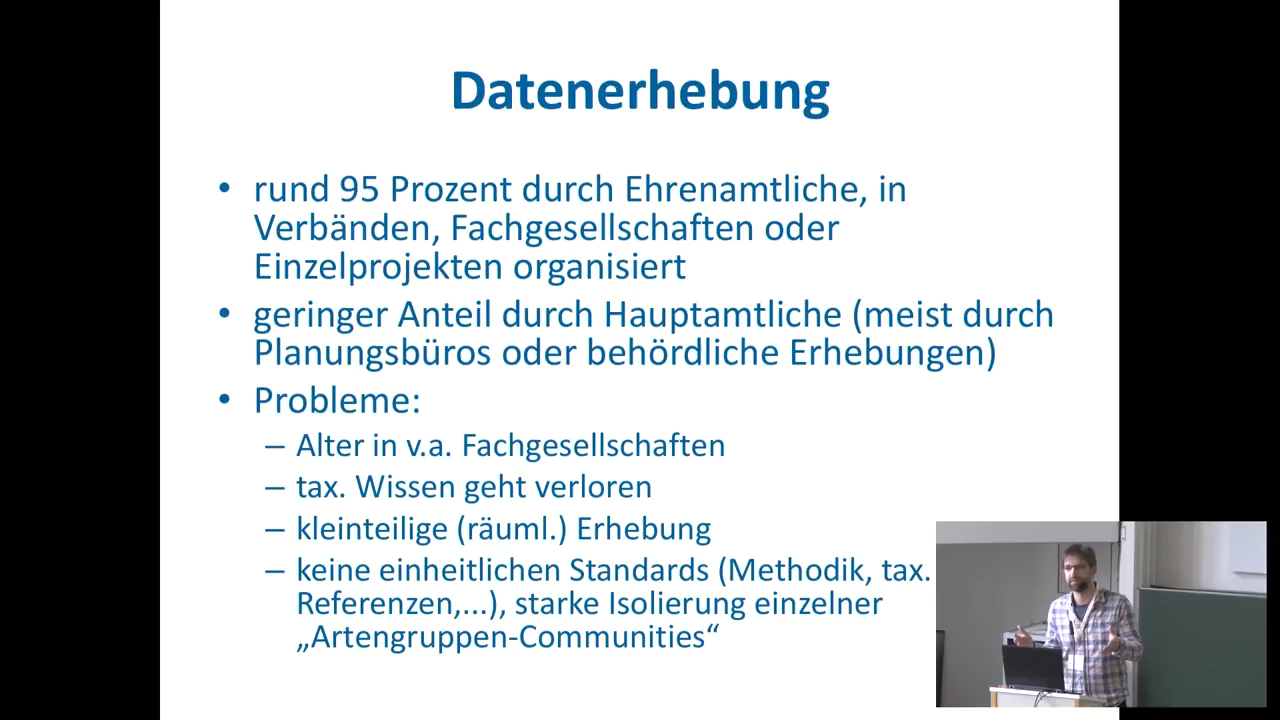 Datenerhebung
• rund 95 Prozent durch Ehrenamtliche, in
Verbänden, Fachgesellschaften oder
Einzelprojekten organisiert
• geringer Anteil durch Hauptamtliche (meist durch
Planungsbüros oder behördliche Erhebungen)
• Probleme:
– Alter in v.a. Fachgesellschaften
– tax. Wissen geht verloren
– kleinteilige (räuml.) Erhebung
– keine einheitlichen Standards (Methodik, tax.
Referenzen,...), starke Isolierung einzelner
„Artengruppen-Communities“